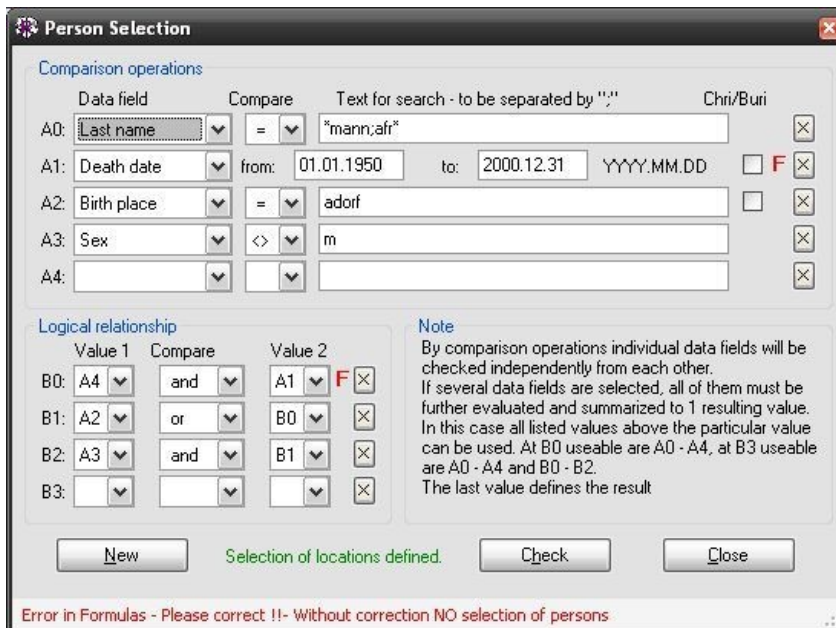 Person Selection
Comparison operations
Data field Compare Text for search - to be separated by ";" Chri/Buri
A0: Last name = *mann;afr*
A1: Death date from: 01.01.1950 to: 2000.12.31 YYYY.MM.DD F
A2: Birth place = adorf
A3: Sex <> m
A4:
Logical relationship
Value 1 Compare Value 2
B0: A4 and A1 F
B1: A2 or B0
B2: A3 and B1
B3:
Note
By comparison operations individual data fields will be
checked independently from each other.
If several data fields are selected, all of them must be
further evaluated and summarized to 1 resulting value.
In this case all listed values above the particular value
can be used. At B0 useable are A0 - A4, at B3 useable
are A0 - A4 and B0 - B2.
The last value defines the result
New Selection of locations defined. Check Close
Error in Formulas - Please correct !!- Without correction NO selection of persons